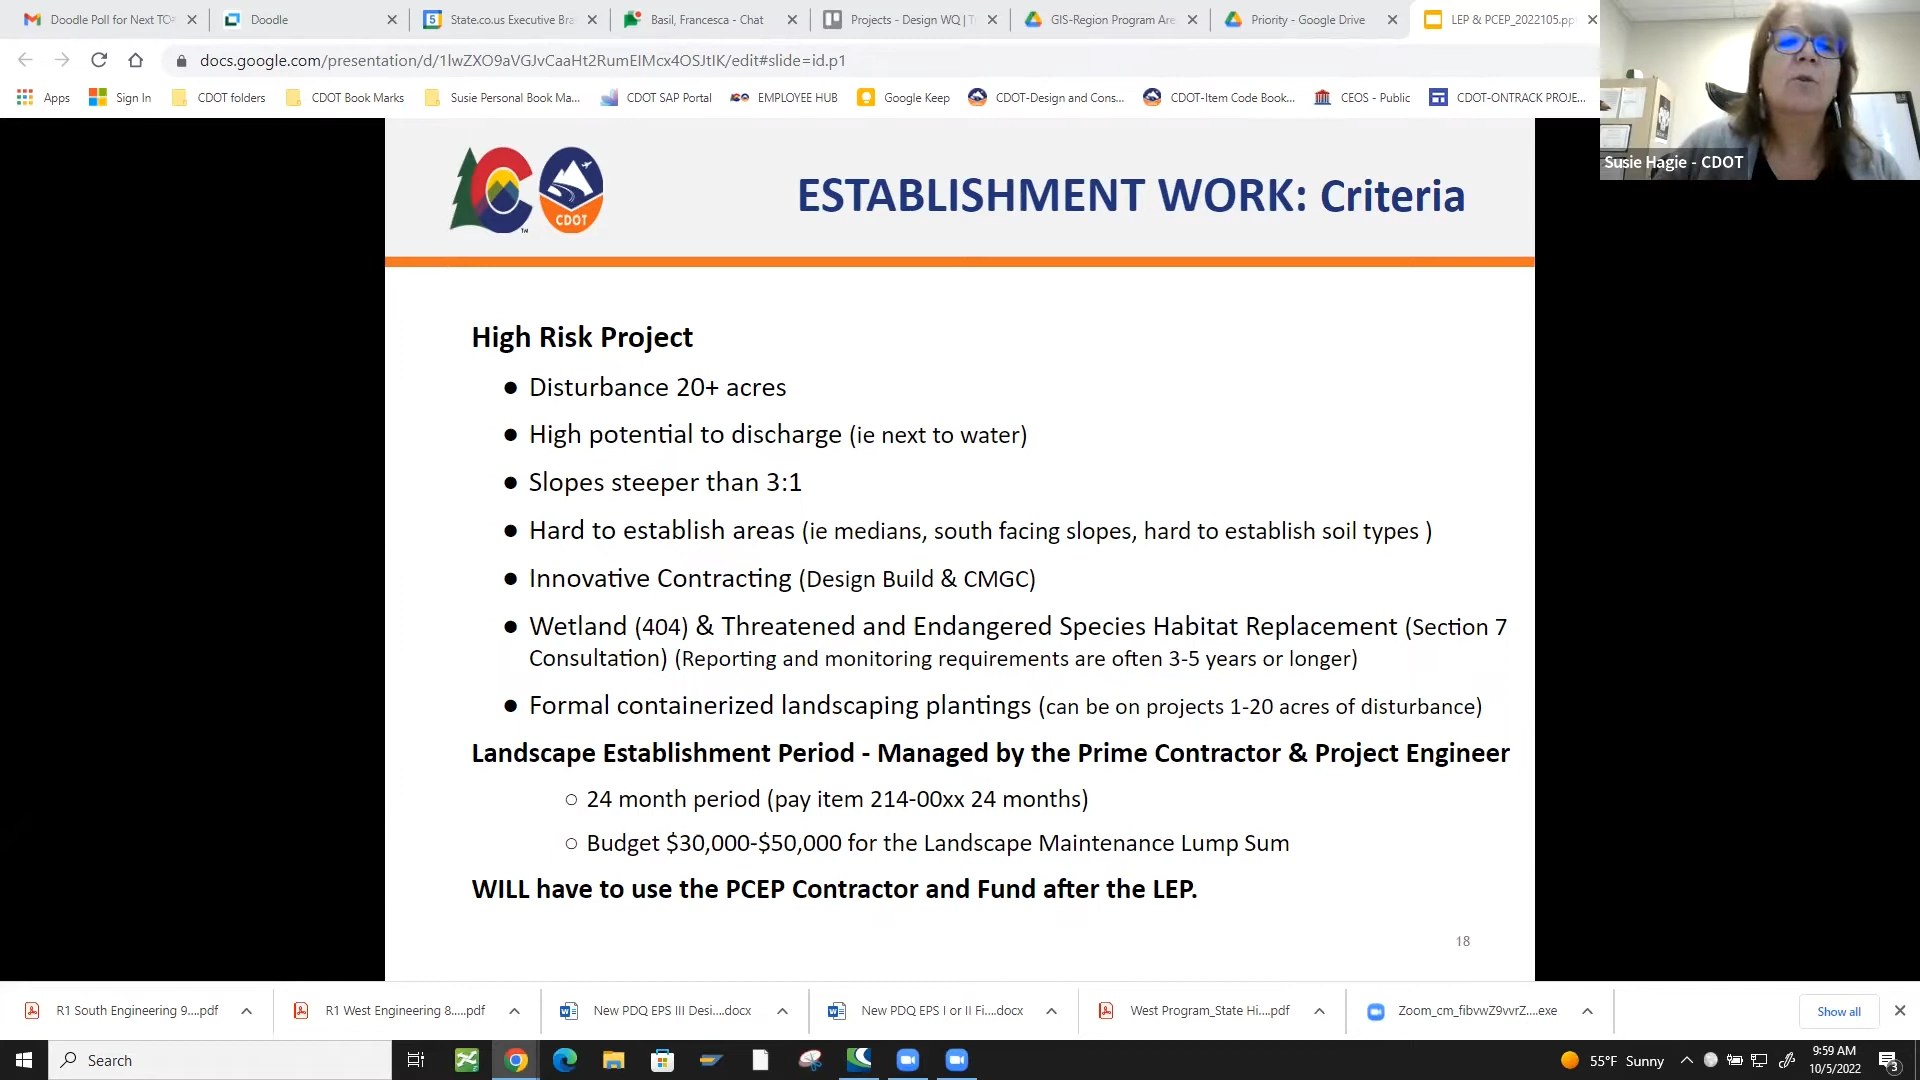 Doodle Poll for Next TO
Doodle
5
State.co.us Executive Bra
Basil, Francesca - Chat
Projects - Design WQ | T
GIS-Region Program Are
Priority - Google Drive
LEP & PCEP_2022105.pp
docs.google.com/presentation/d/1lwZXO9aVGJvCaaHt2RumEIMcx4OSJtIK/edit#slide=id.p1
Apps
Sign In
CDOT folders
CDOT Book Marks
Susie Personal Book Ma...
CDOT SAP Portal
EMPLOYEE HUB
Google Keep
CDOT-Design and Cons...
CDOT-Item Code Book...
CEOS - Public
CDOT-ONTRACK PROJE...
Susie Hagie - CDOT
CDOT
TM
ESTABLISHMENT WORK: Criteria
High Risk Project
● Disturbance 20+ acres
● High potential to discharge (ie next to water)
● Slopes steeper than 3:1
● Hard to establish areas (ie medians, south facing slopes, hard to establish soil types )
● Innovative Contracting (Design Build & CMGC)
● Wetland (404) & Threatened and Endangered Species Habitat Replacement (Section 7
Consultation) (Reporting and monitoring requirements are often 3-5 years or longer)
● Formal containerized landscaping plantings (can be on projects 1-20 acres of disturbance)
Landscape Establishment Period - Managed by the Prime Contractor & Project Engineer
○ 24 month period (pay item 214-00xx 24 months)
○ Budget $30,000-$50,000 for the Landscape Maintenance Lump Sum
WILL have to use the PCEP Contractor and Fund after the LEP.
18
R1 South Engineering 9....pdf
R1 West Engineering 8.....pdf
New PDQ EPS III Desi....docx
New PDQ EPS I or II Fi....docx
West Program_State Hi....pdf
Zoom_cm_fibvwZ9vvrZ....exe
Show all
Search
55°F Sunny
9:59 AM
10/5/2022
3